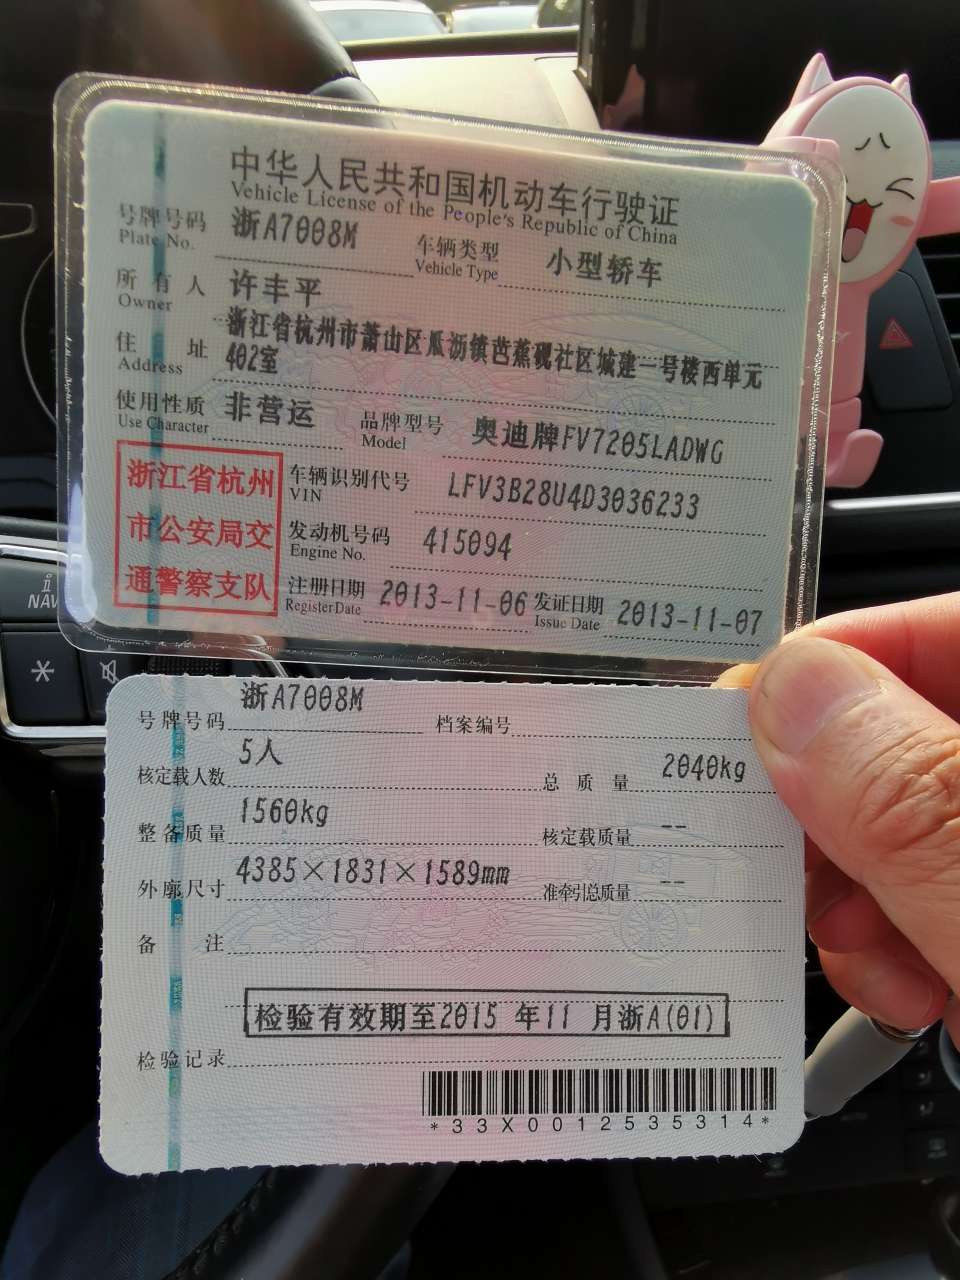 中华人民共和国机动车行驶证
Vehicle License of the People's Republic of China
号牌号码 浙A7008M 车辆类型 小型轿车
Plate No. Vehicle Type
所有人 许丰平
Owner
住址 浙江省杭州市萧山区瓜沥镇芭蕉砚社区城建一号楼西单元
Address 402室
使用性质 非营运 品牌型号 奥迪牌FV7205LADWG
Use Character Model
浙江省杭州
市公安局交
通警察支队
车辆识别代号 LFV3B28U4D3036233
VIN
发动机号码 415094
Engine No.
注册日期 2013-11-06 发证日期 2013-11-07
Register Date Issue Date
号牌号码 浙A7008M 档案编号
核定载人数 5人 总质量 2040kg
整备质量 1560kg 核定载质量 --
外廓尺寸 4385×1831×1589mm 准牵引总质量 --
备注
检验有效期至2015年11月浙A(01)
检验记录
*33X0012535314*
NAV